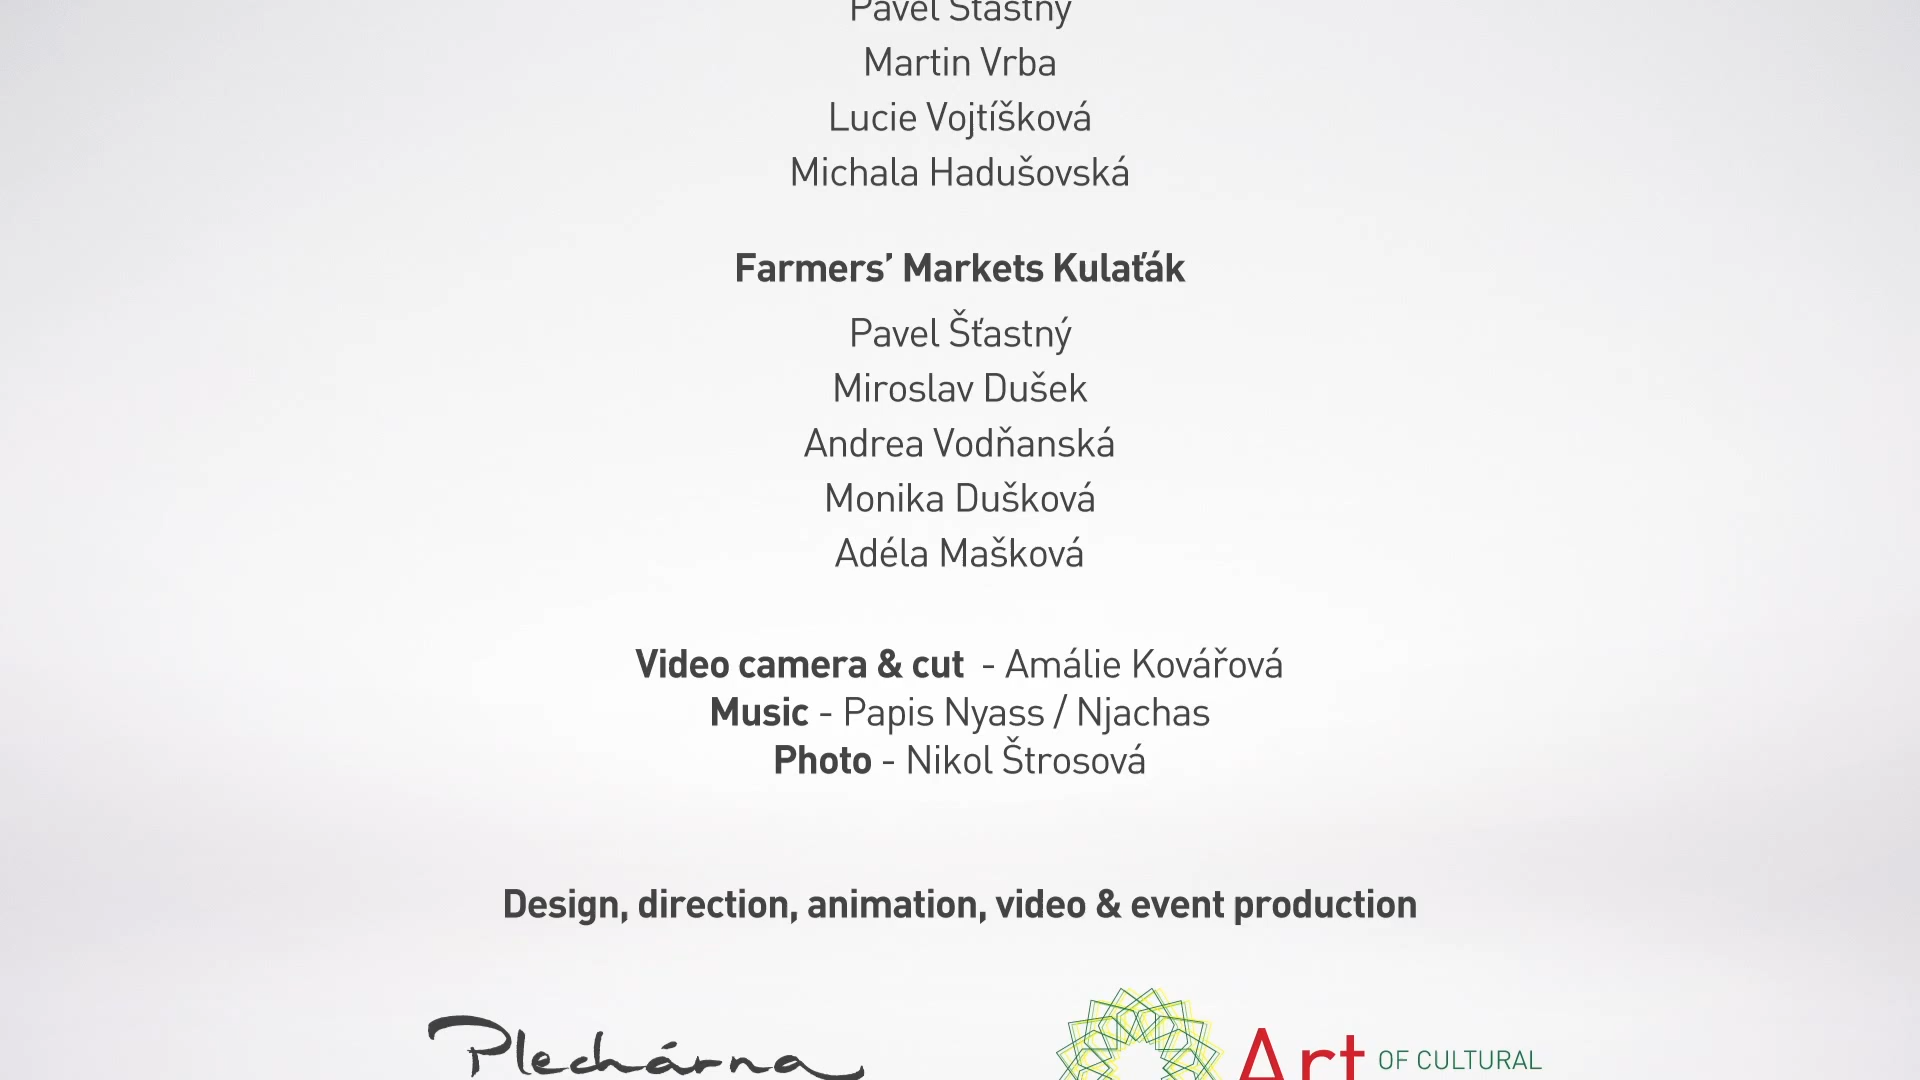 Pavel Šťastný
Martin Vrba
Lucie Vojtíšková
Michala Hadušovská
Farmers’ Markets Kulaťák
Pavel Šťastný
Miroslav Dušek
Andrea Vodňanská
Monika Dušková
Adéla Mašková
Video camera & cut - Amálie Kovářová
Music - Papis Nyass / Njachas
Photo - Nikol Štrosová
Design, direction, animation, video & event production
Plechárna
Art OF CULTURAL